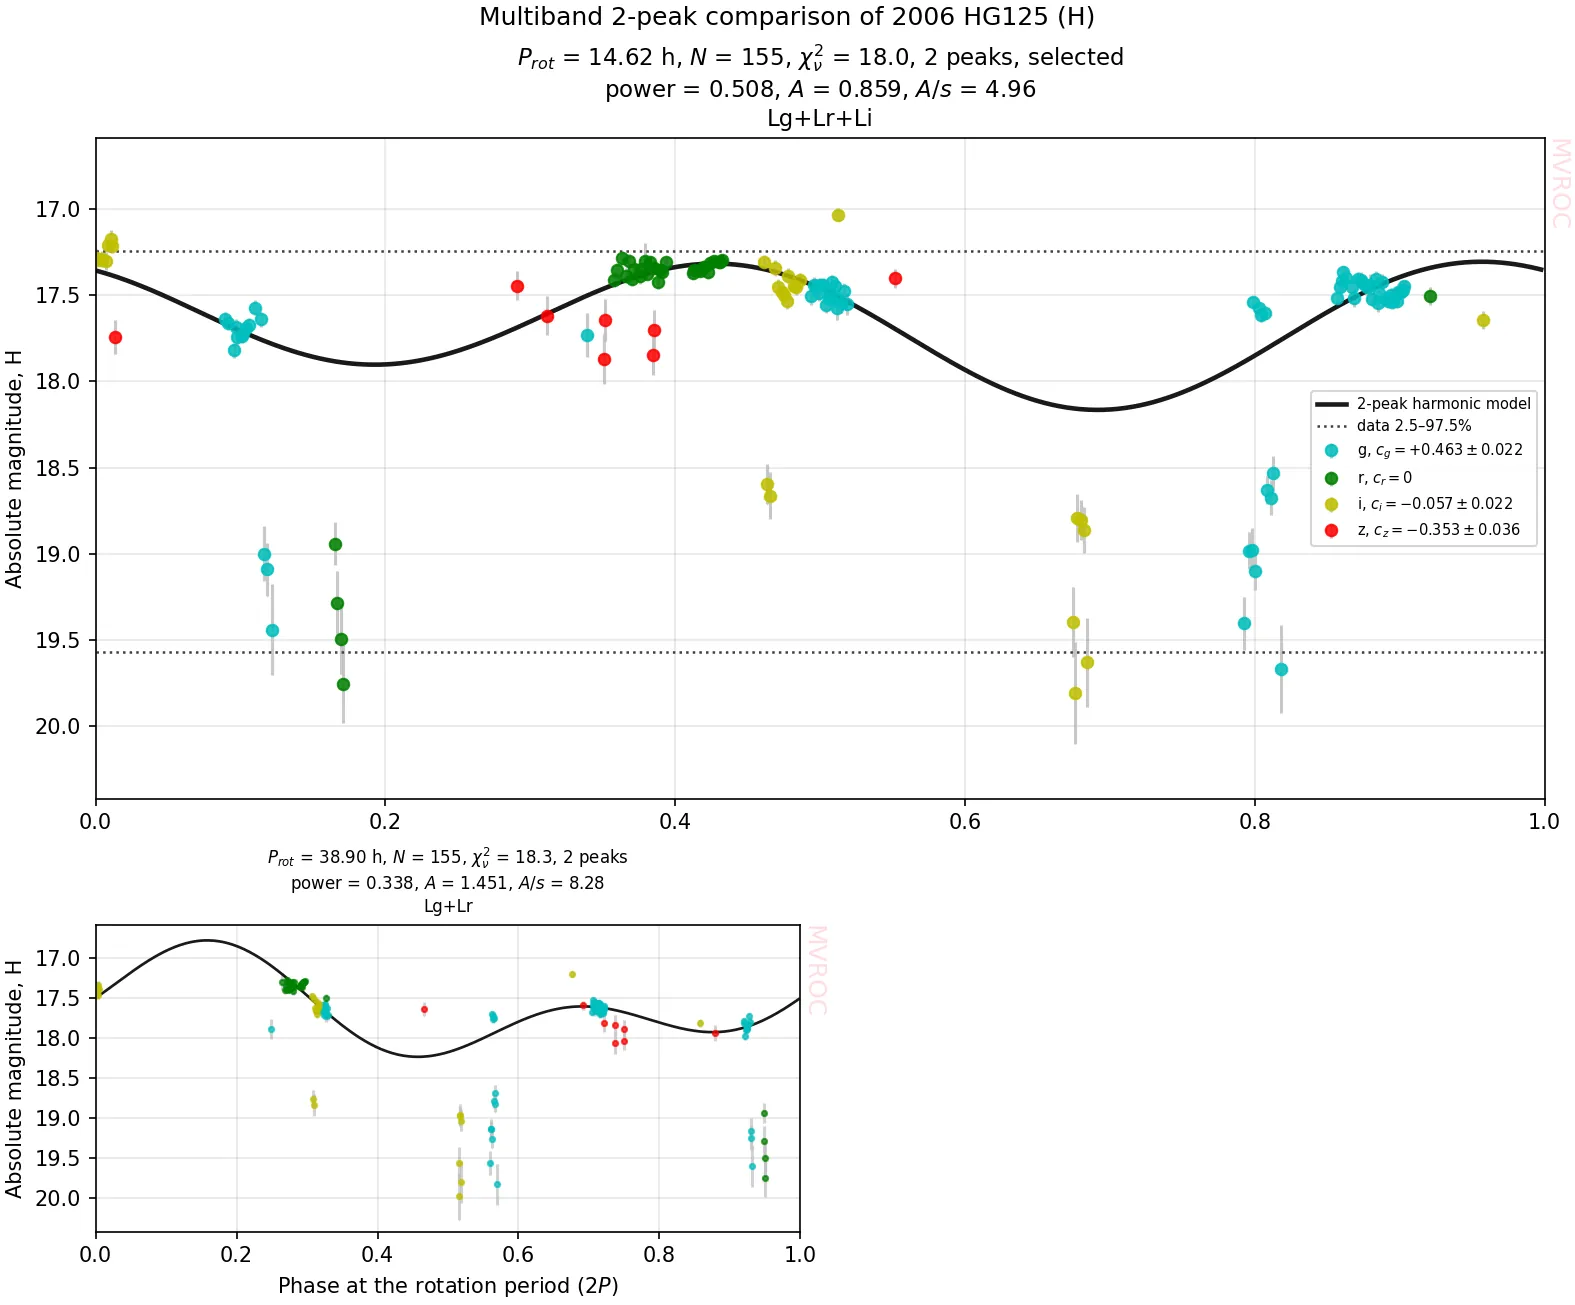 Multiband 2-peak comparison of 2006 HG125 (H)
P_rot = 14.62 h, N = 155, χ²_ν = 18.0, 2 peaks, selected
power = 0.508, A = 0.859, A/s = 4.96
Lg+Lr+Li
MVROC
Absolute magnitude, H
17.0
17.5
18.0
18.5
19.0
19.5
20.0
2-peak harmonic model
data 2.5–97.5%
g, c_g = +0.463 ± 0.022
r, c_r = 0
i, c_i = −0.057 ± 0.022
z, c_z = −0.353 ± 0.036
0.0 0.2 0.4 0.6 0.8 1.0
P_rot = 38.90 h, N = 155, χ²_ν = 18.3, 2 peaks
power = 0.338, A = 1.451, A/s = 8.28
Lg+Lr
MVROC
Absolute magnitude, H
17.0
17.5
18.0
18.5
19.0
19.5
20.0
0.0 0.2 0.4 0.6 0.8 1.0
Phase at the rotation period (2P)